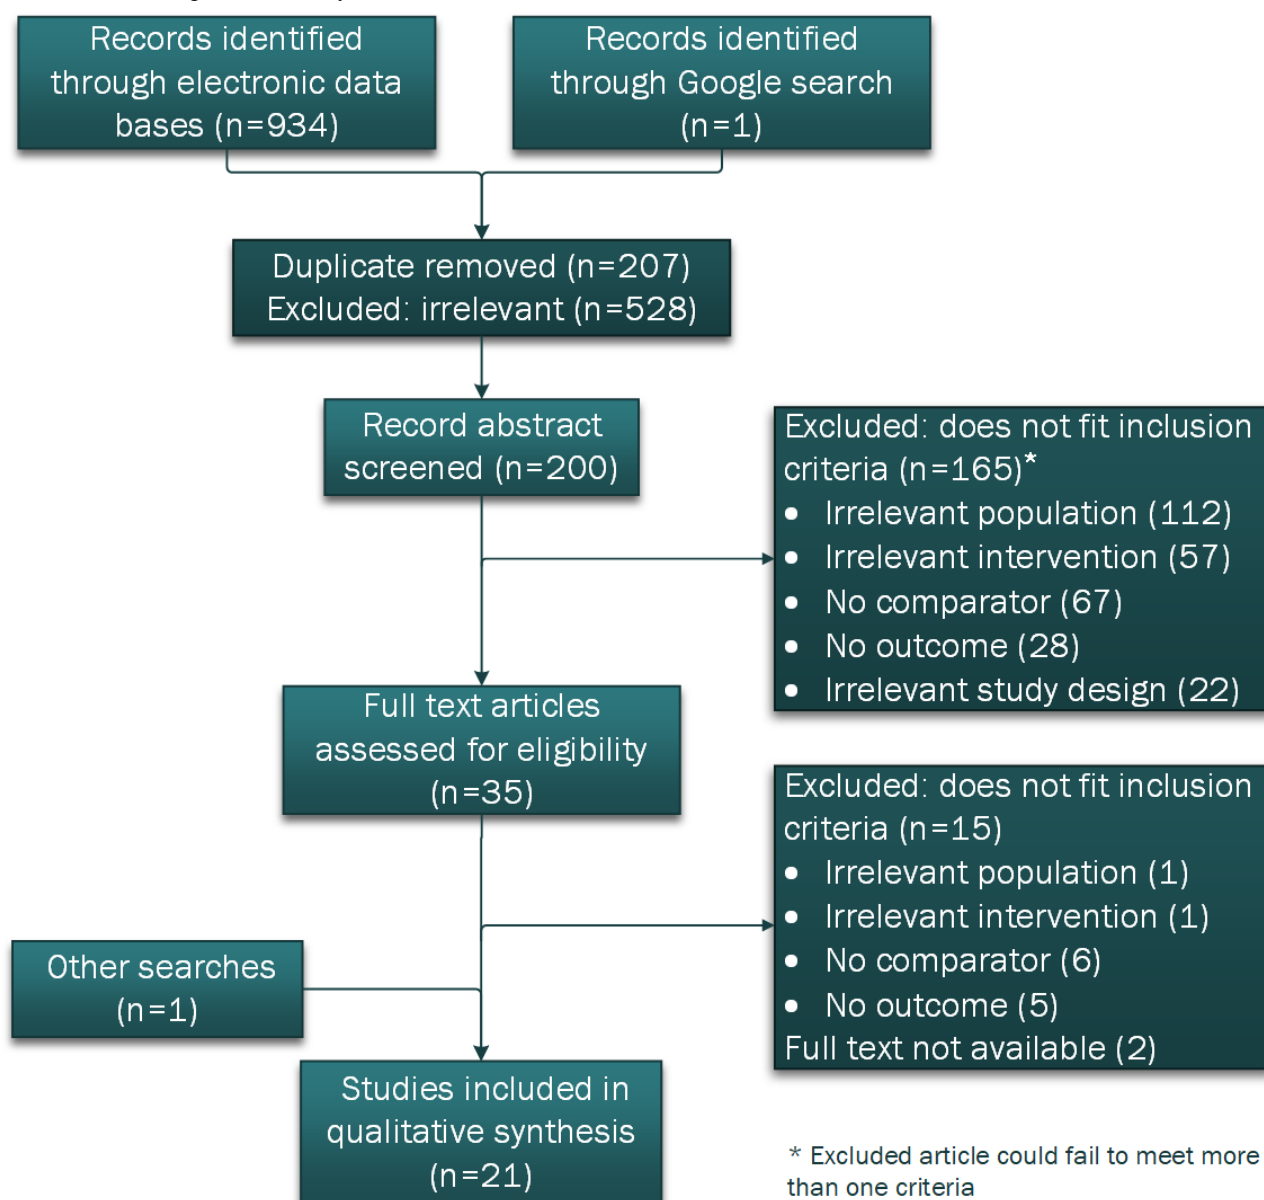 Records identified
through electronic data
bases (n=934)
Records identified
through Google search
(n=1)
Duplicate removed (n=207)
Excluded: irrelevant (n=528)
Record abstract
screened (n=200)
Excluded: does not fit inclusion
criteria (n=165)*
• Irrelevant population (112)
• Irrelevant intervention (57)
• No comparator (67)
• No outcome (28)
• Irrelevant study design (22)
Full text articles
assessed for eligibility
(n=35)
Excluded: does not fit inclusion
criteria (n=15)
• Irrelevant population (1)
• Irrelevant intervention (1)
• No comparator (6)
• No outcome (5)
Full text not available (2)
Other searches
(n=1)
Studies included in
qualitative synthesis
(n=21)
* Excluded article could fail to meet more
than one criteria